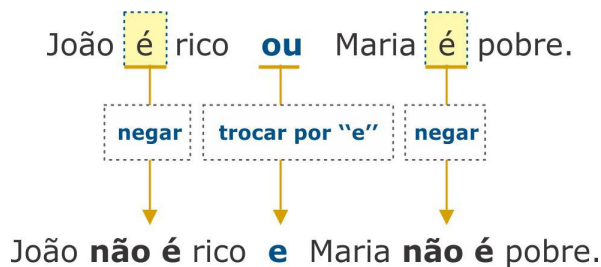 João é rico ou Maria é pobre.
negar trocar por ‘‘e’’ negar
João não é rico e Maria não é pobre.